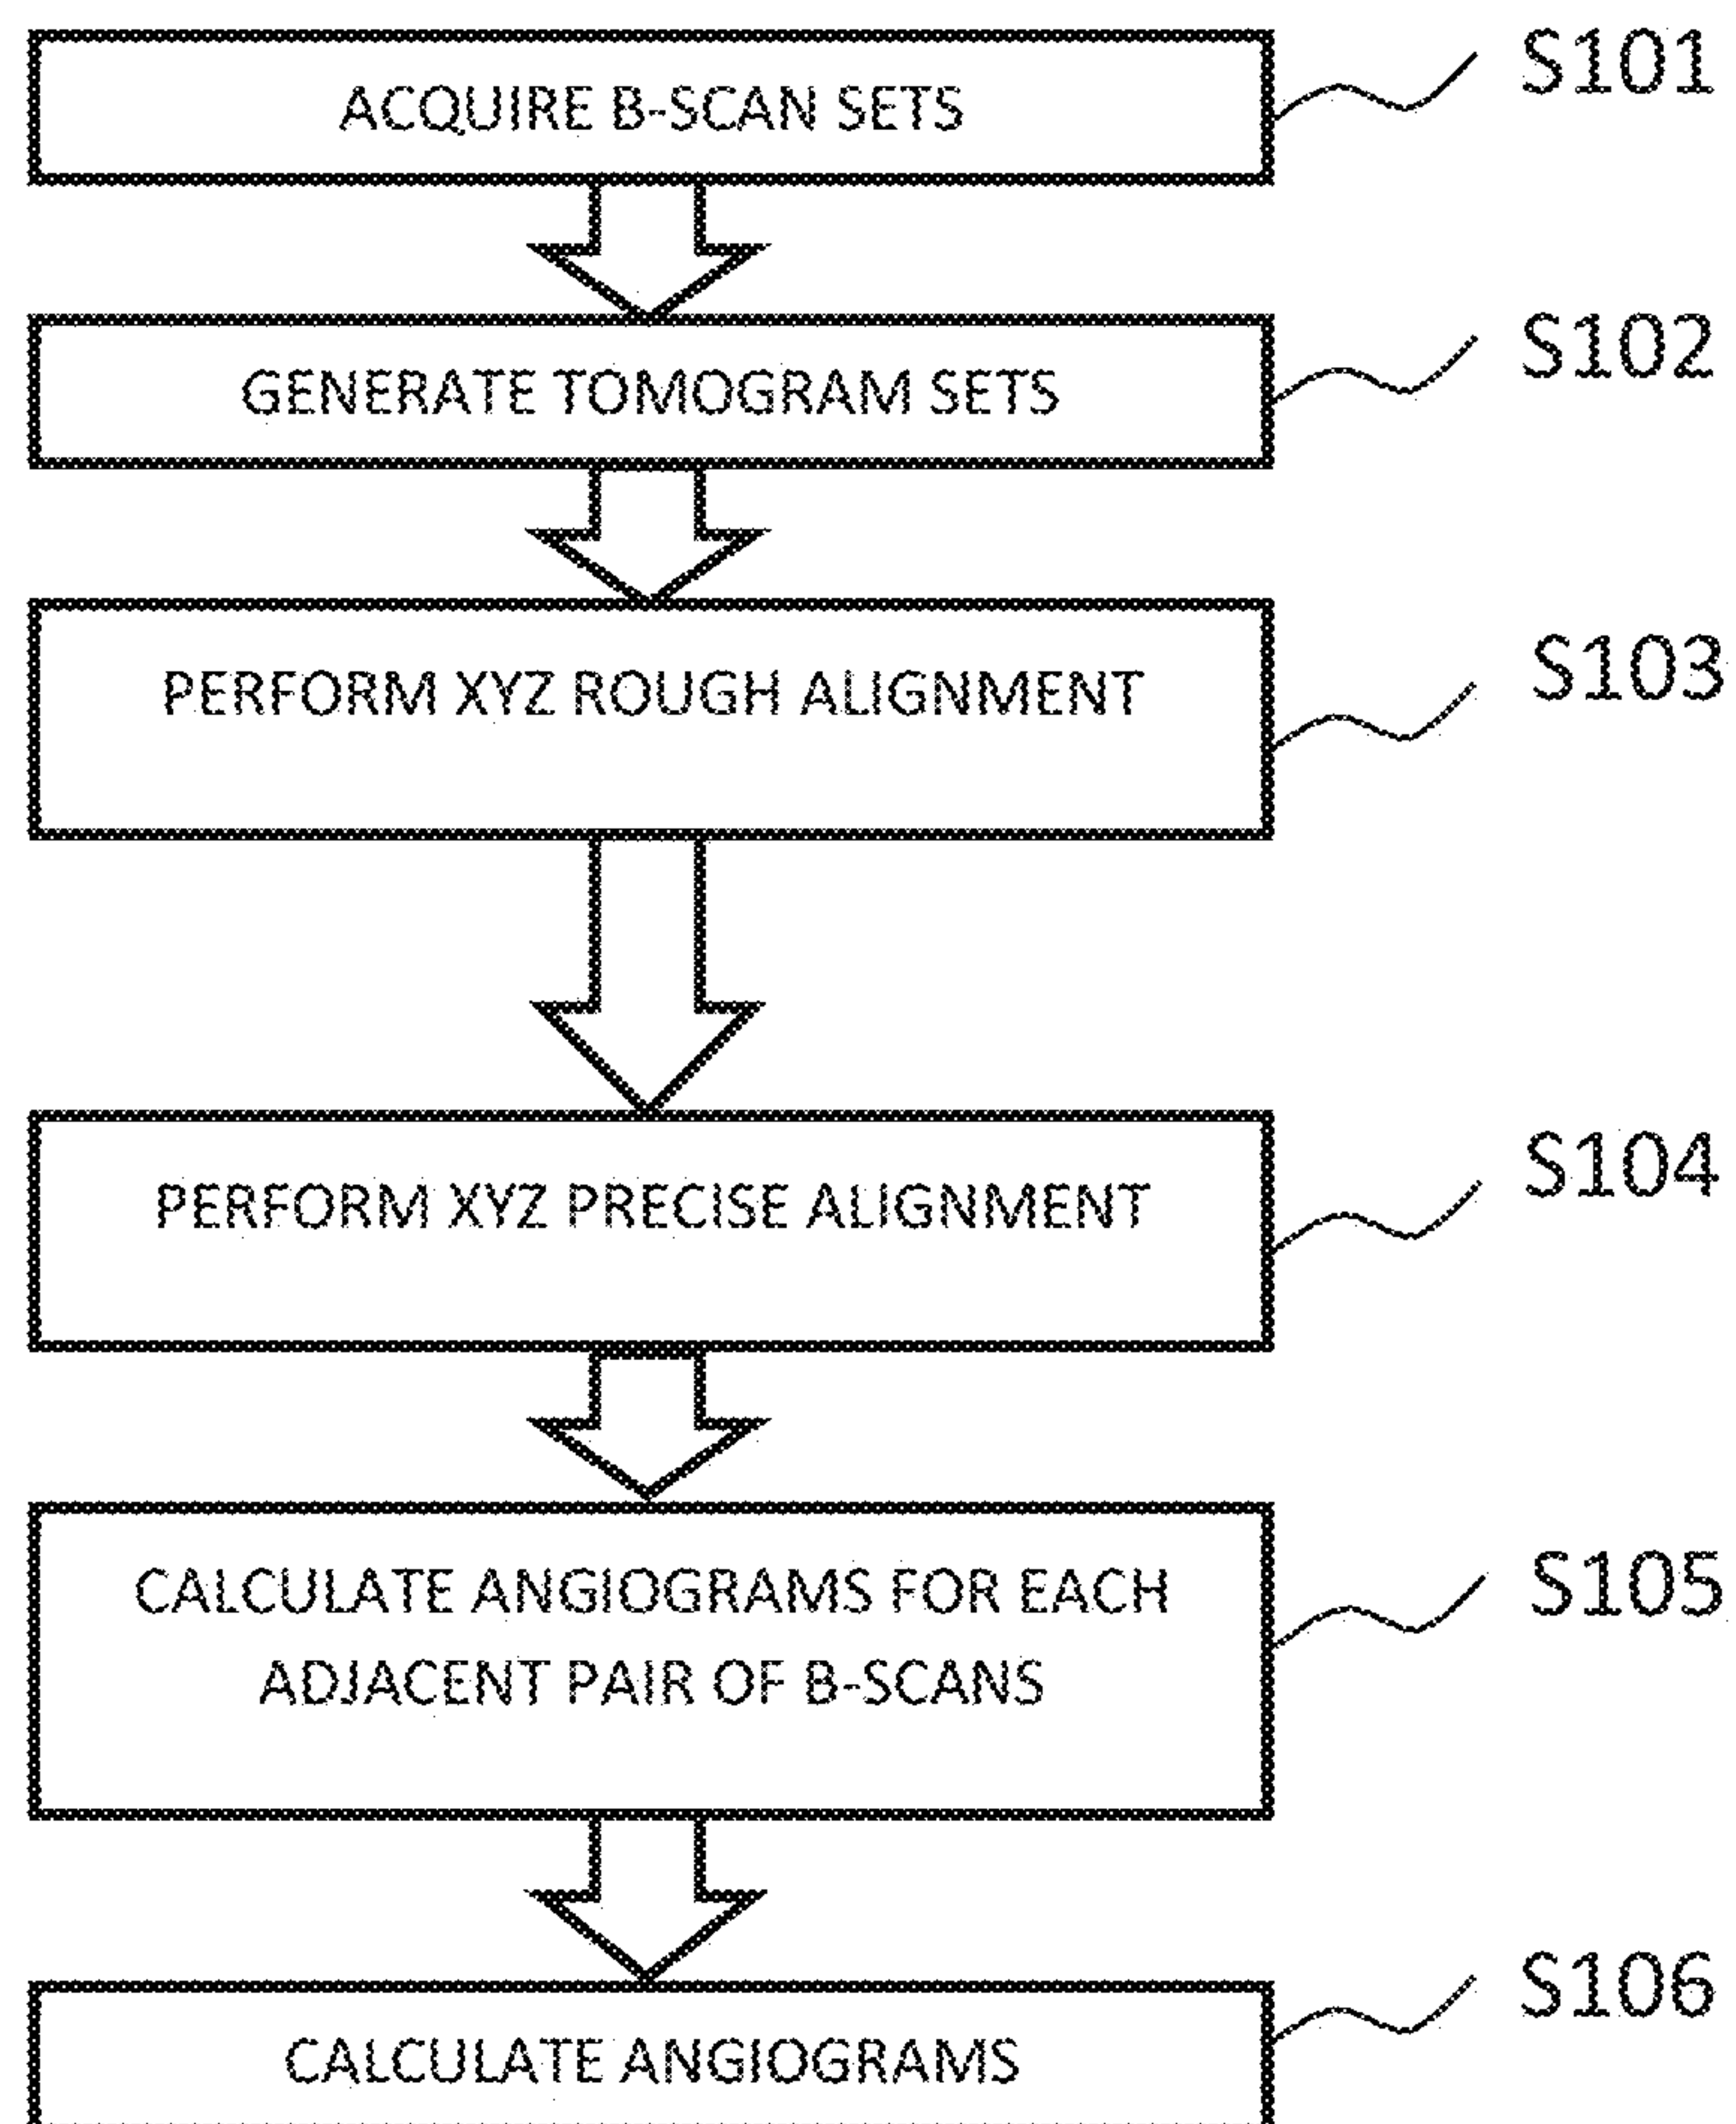 ACQUIRE B-SCAN SETS
S101
GENERATE TOMOGRAM SETS
S102
PERFORM XYZ ROUGH ALIGNMENT
S103
PERFORM XYZ PRECISE ALIGNMENT
S104
CALCULATE ANGIOGRAMS FOR EACH
ADJACENT PAIR OF B-SCANS
S105
CALCULATE ANGIOGRAMS
S106